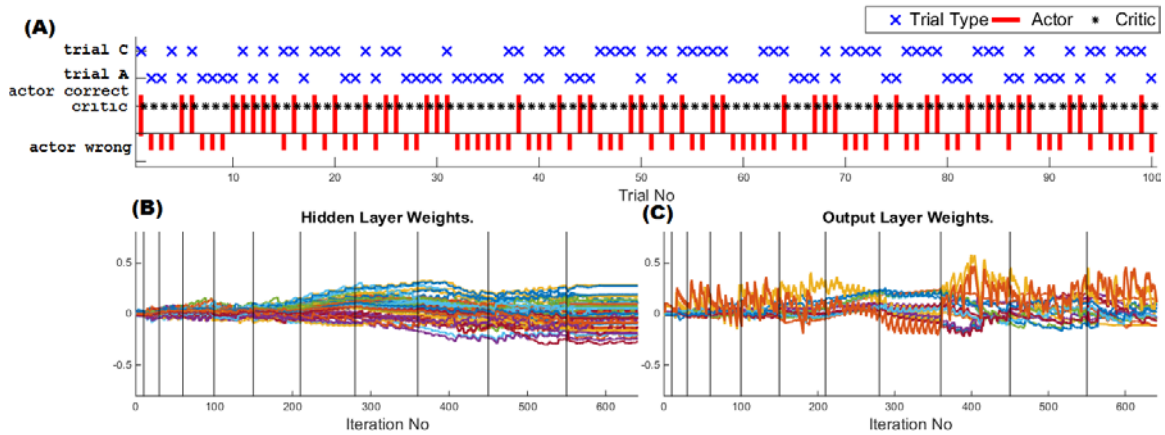 (A)
Trial Type Actor Critic
trial C
trial A
actor correct
critic
actor wrong
10 20 30 40 50 60 70 80 90 100
Trial No
(B)
Hidden Layer Weights.
0.5
0
-0.5
0 100 200 300 400 500 600
Iteration No
(C)
Output Layer Weights.
0.5
0
-0.5
0 100 200 300 400 500 600
Iteration No